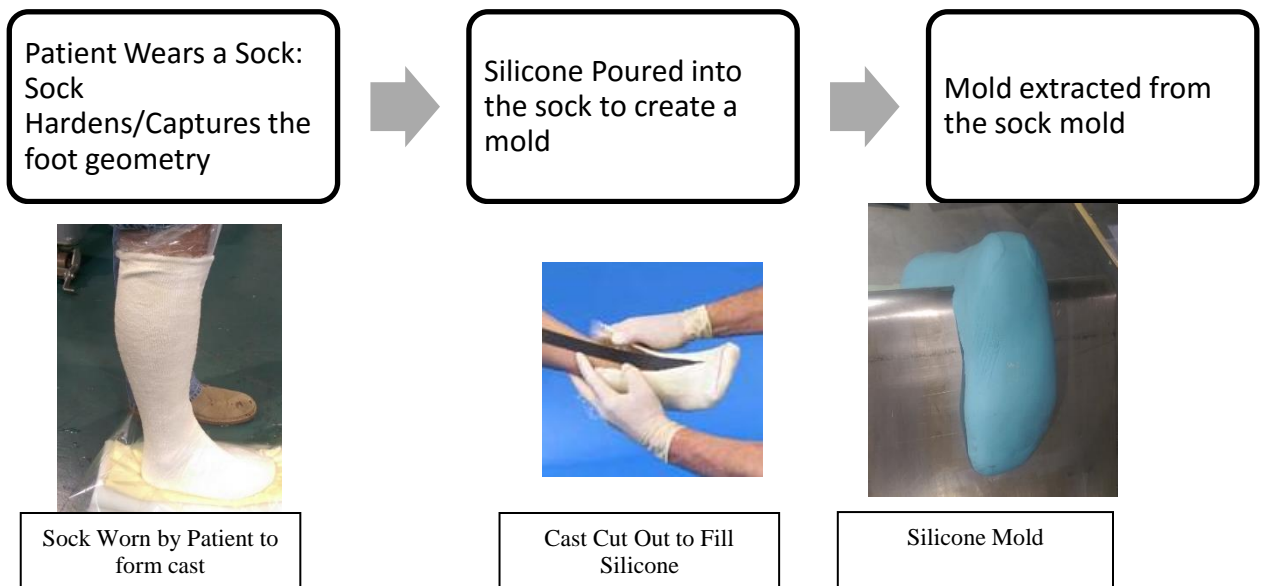 Patient Wears a Sock:
Sock
Hardens/Captures the
foot geometry
Silicone Poured into
the sock to create a
mold
Mold extracted from
the sock mold
Sock Worn by Patient to
form cast
Cast Cut Out to Fill
Silicone
Silicone Mold